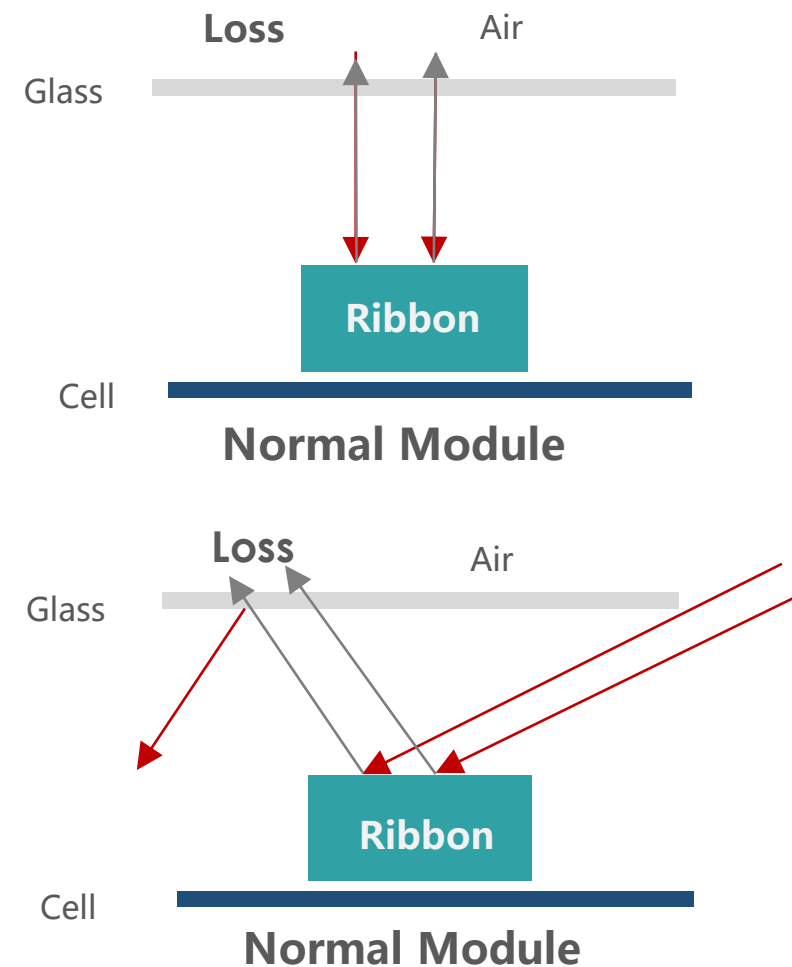 Loss
Air
Glass
Ribbon
Cell
Normal Module
Loss
Air
Glass
Ribbon
Cell
Normal Module